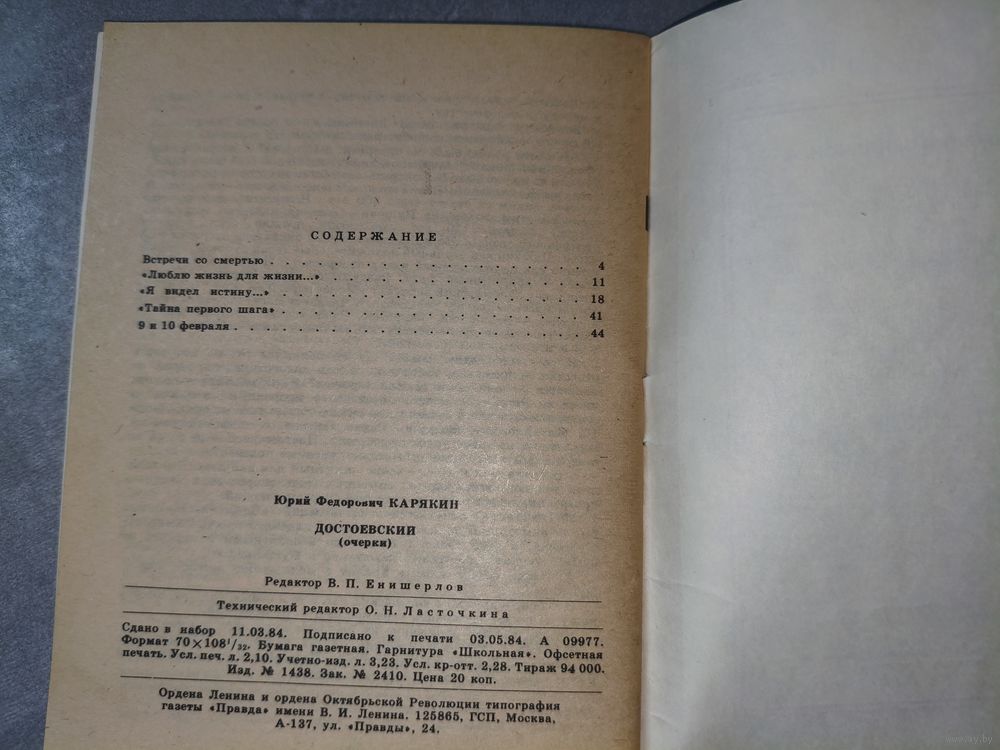 СОДЕРЖАНИЕ
Встречи со смертью . . . . . . . . . . . . . . . . . . 4
«Люблю жизнь для жизни...» . . . . . . . . . . . . . . . 11
«Я видел истину...» . . . . . . . . . . . . . . . . . . 18
«Тайна первого шага» . . . . . . . . . . . . . . . . . . 41
9 и 10 февраля . . . . . . . . . . . . . . . . . . . . 44
Юрий Федорович КАРЯКИН
ДОСТОЕВСКИЙ
(очерки)
Редактор В. П. Енишерлов
Технический редактор О. Н. Ласточкина
Сдано в набор 11.03.84. Подписано к печати 03.05.84. А 09977.
Формат 70×108¹/₃₂. Бумага газетная. Гарнитура «Школьная». Офсетная
печать. Усл. печ. л. 2,10. Учетно-изд. л. 3,23. Усл. кр-отт. 2,28. Тираж 94 000.
Изд. № 1438. Зак. № 2410. Цена 20 коп.
Ордена Ленина и ордена Октябрьской Революции типография
газеты «Правда» имени В. И. Ленина. 125865, ГСП, Москва,
А-137, ул. «Правды», 24.
www.ay.by